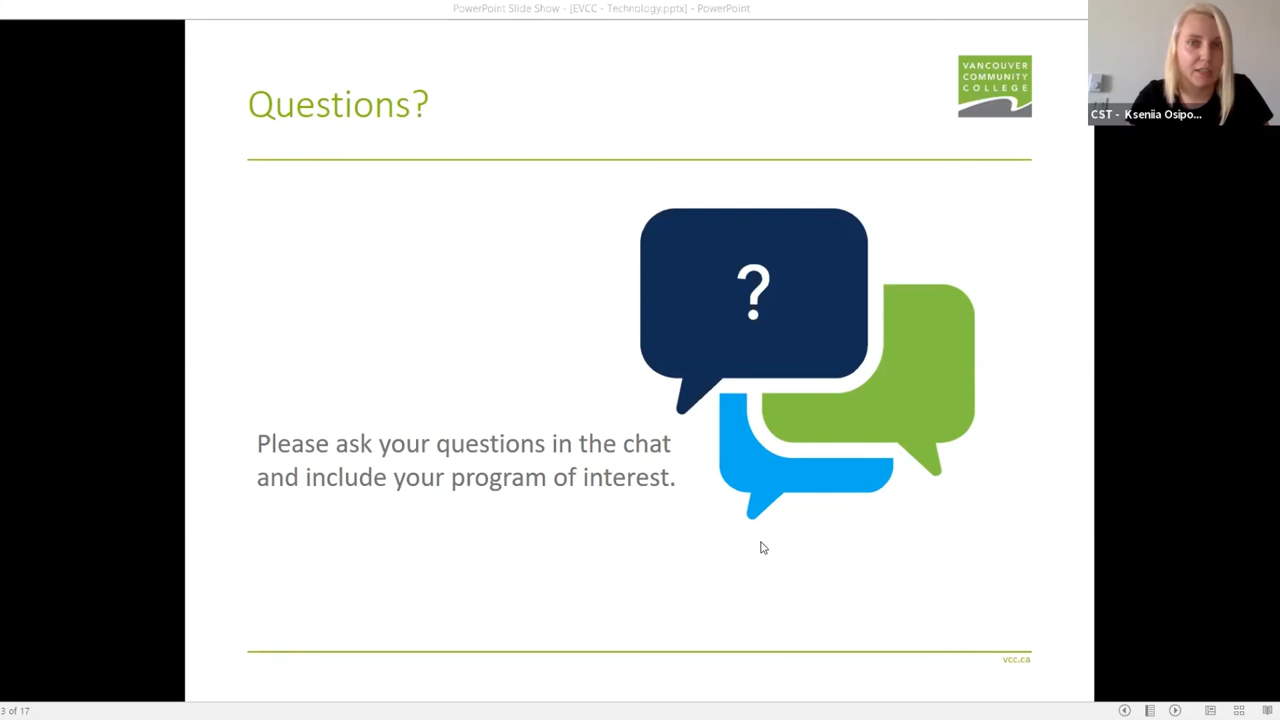 PowerPoint Slide Show - [EVCC - Technology.pptx] - PowerPoint
Questions?
VANCOUVER
COMMUNITY
COLLEGE
CST - Kseniia Osipo...
?
Please ask your questions in the chat
and include your program of interest.
vcc.ca
3 of 17